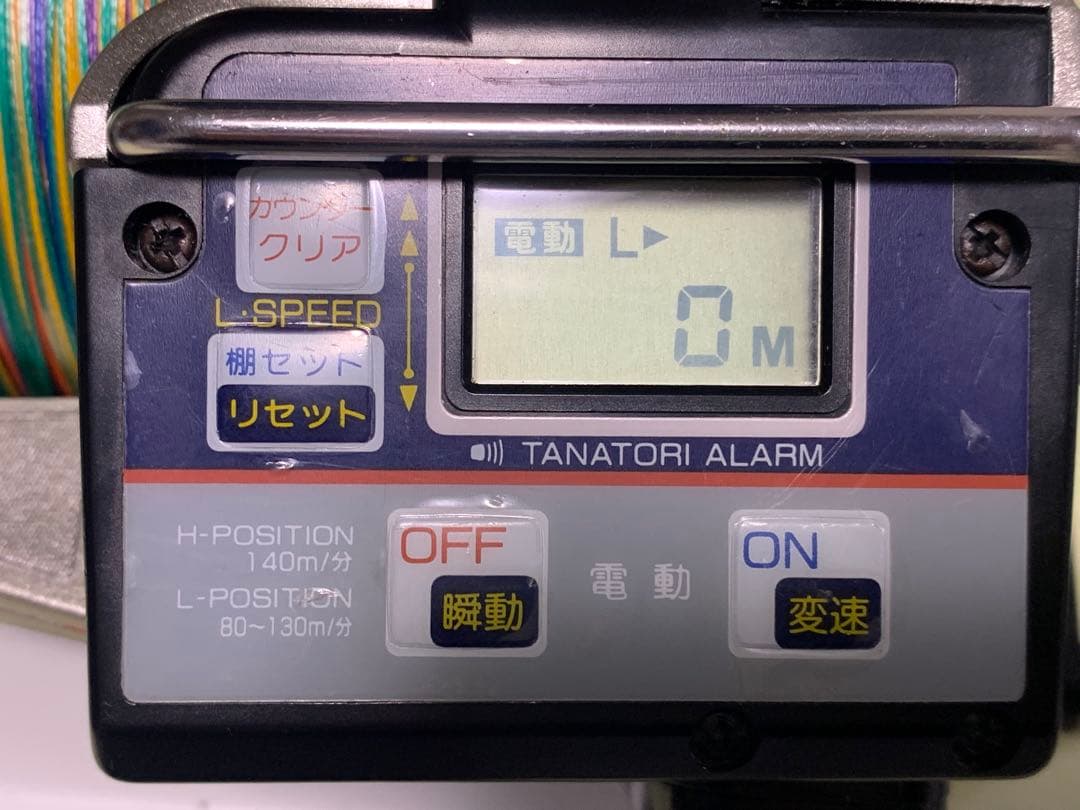 カウンター
クリア
L・SPEED
棚セット
リセット
電動 L▶
0M
TANATORI ALARM
H-POSITION
140m/分
L-POSITION
80～130m/分
OFF
瞬動
電動
ON
変速